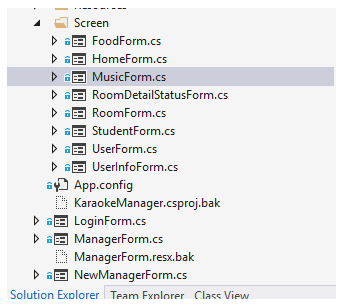 Screen
FoodForm.cs
HomeForm.cs
MusicForm.cs
RoomDetailStatusForm.cs
RoomForm.cs
StudentForm.cs
UserForm.cs
UserInfoForm.cs
App.config
KaraokeManager.csproj.bak
LoginForm.cs
ManagerForm.cs
ManagerForm.resx.bak
NewManagerForm.cs
Solution Explorer Team Explorer Class View